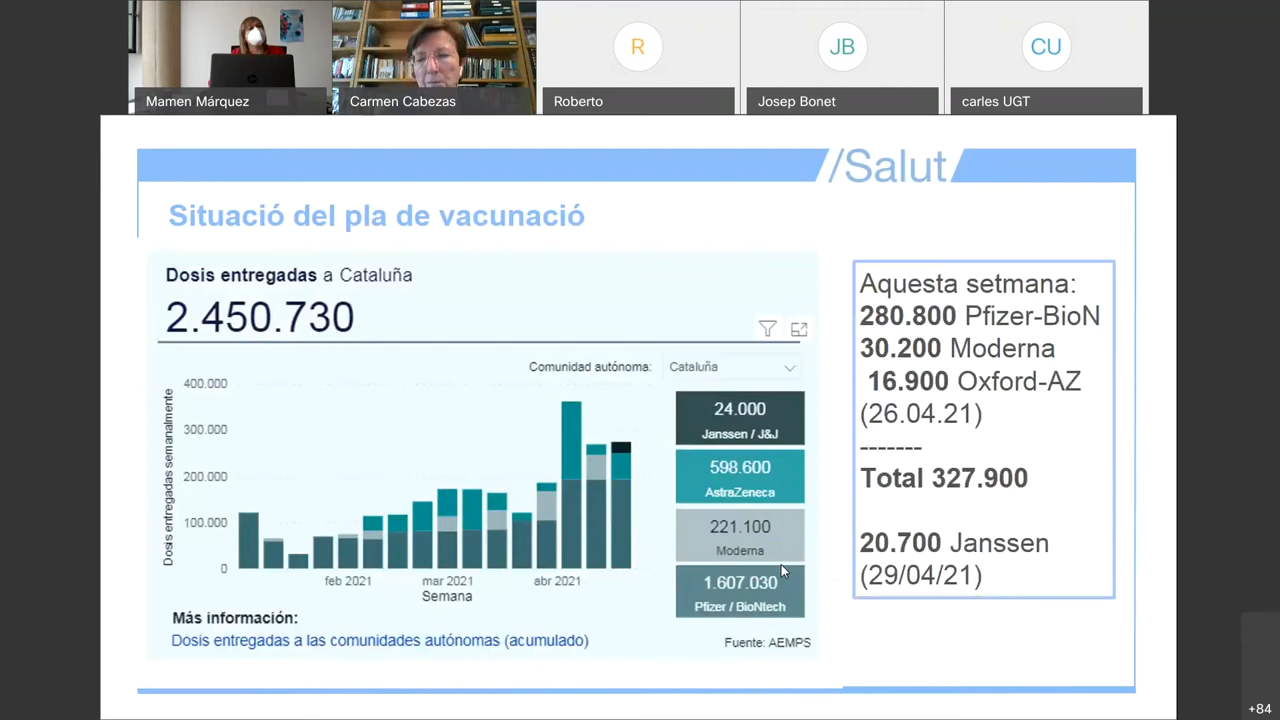 Mamen Márquez
Carmen Cabezas
R
Roberto
JB
Josep Bonet
CU
carles UGT
/Salut
Situació del pla de vacunació
Dosis entregadas a Cataluña
2.450.730
Comunidad autónoma:
Cataluña
Dosis entregadas semanalmente
400.000
300.000
200.000
100.000
0
feb 2021
mar 2021
abr 2021
Semana
24.000
Janssen / J&J
598.600
AstraZeneca
221.100
Moderna
1.607.030
Pfizer / BioNtech
Más información:
Dosis entregadas a las comunidades autónomas (acumulado)
Fuente: AEMPS
Aquesta setmana:
280.800 Pfizer-BioN
30.200 Moderna
16.900 Oxford-AZ
(26.04.21)
-------
Total 327.900
20.700 Janssen
(29/04/21)
+84